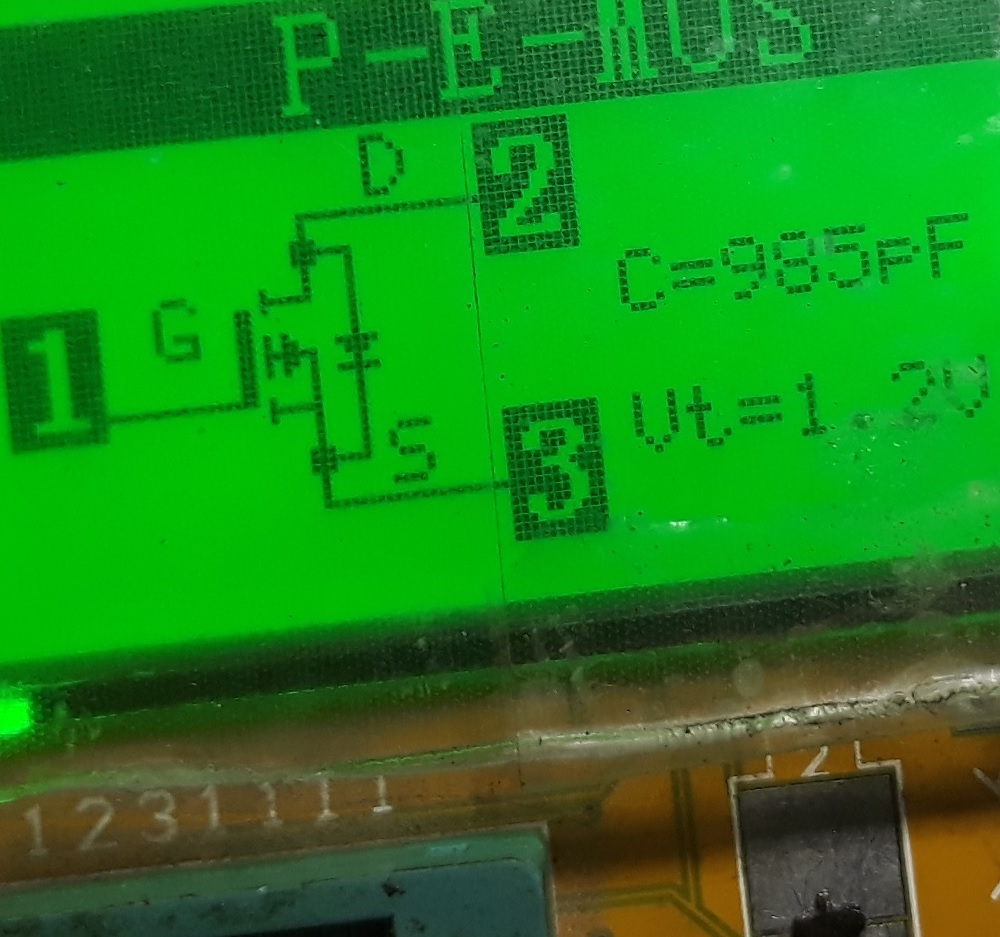 P-E-MOS
D 2
C=985pF
1 G
Vt=1.2V
S 3
1231111